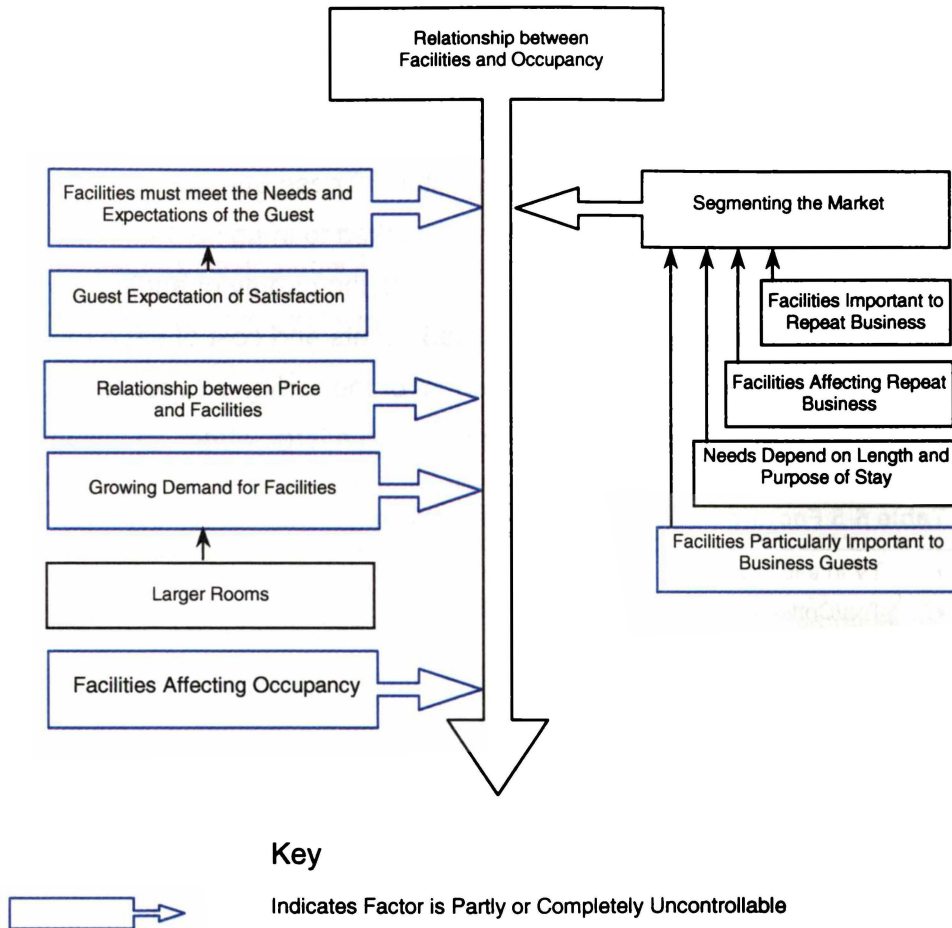 Relationship between
Facilities and Occupancy
Facilities must meet the Needs and
Expectations of the Guest
Guest Expectation of Satisfaction
Relationship between Price
and Facilities
Growing Demand for Facilities
Larger Rooms
Facilities Affecting Occupancy
Segmenting the Market
Facilities Important to
Repeat Business
Facilities Affecting Repeat
Business
Needs Depend on Length and
Purpose of Stay
Facilities Particularly Important to
Business Guests
Key
Indicates Factor is Partly or Completely Uncontrollable